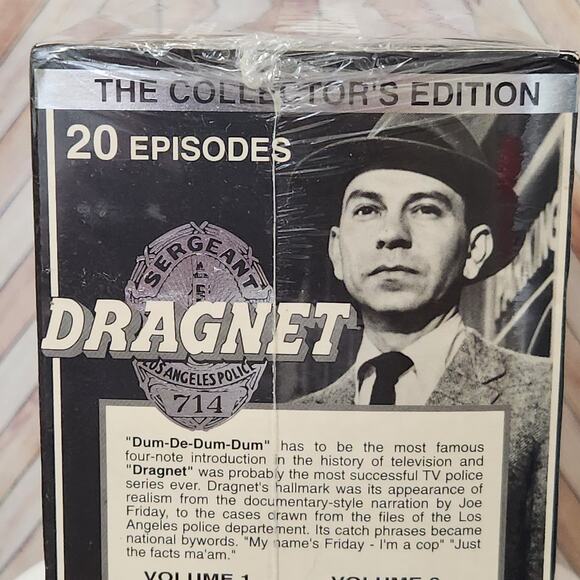 THE COLLECTOR'S EDITION
20 EPISODES
SERGEANT
DRAGNET
LOS ANGELES POLICE
714
"Dum-De-Dum-Dum" has to be the most famous
four-note introduction in the history of television and
"Dragnet" was probably the most successful TV police
series ever. Dragnet's hallmark was its appearance of
realism from the documentary-style narration by Joe
Friday, to the cases drawn from the files of the Los
Angeles police department. Its catch phrases became
national bywords. "My name's Friday - I'm a cop" "Just
the facts ma'am."
VOLUME 1
VOLUME